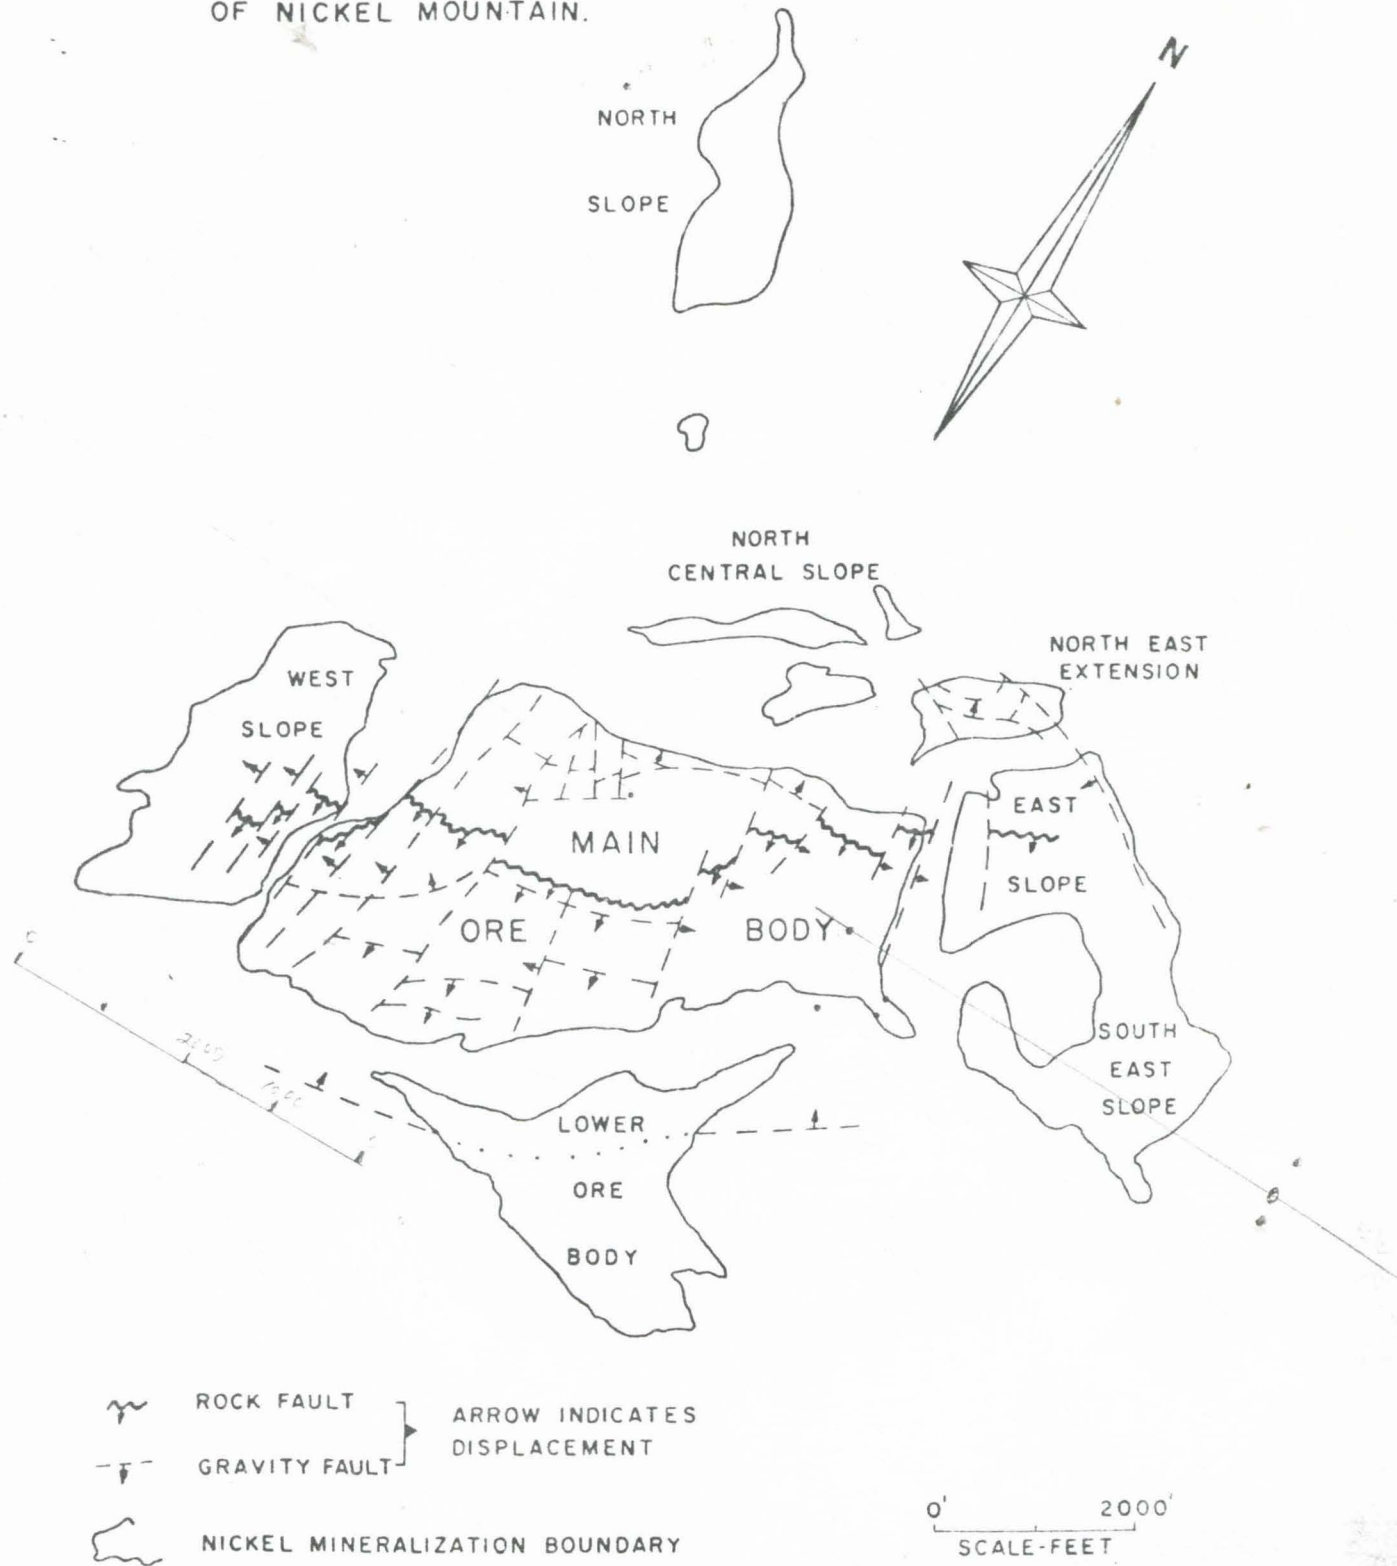 OF NICKEL MOUNTAIN.
N
NORTH
SLOPE
NORTH
CENTRAL SLOPE
NORTH EAST
EXTENSION
WEST
SLOPE
EAST
SLOPE
MAIN
ORE BODY
SOUTH
EAST
SLOPE
2000
1000
LOWER
ORE
BODY
ROCK FAULT
GRAVITY FAULT
ARROW INDICATES
DISPLACEMENT
NICKEL MINERALIZATION BOUNDARY
0' 2000'
SCALE-FEET